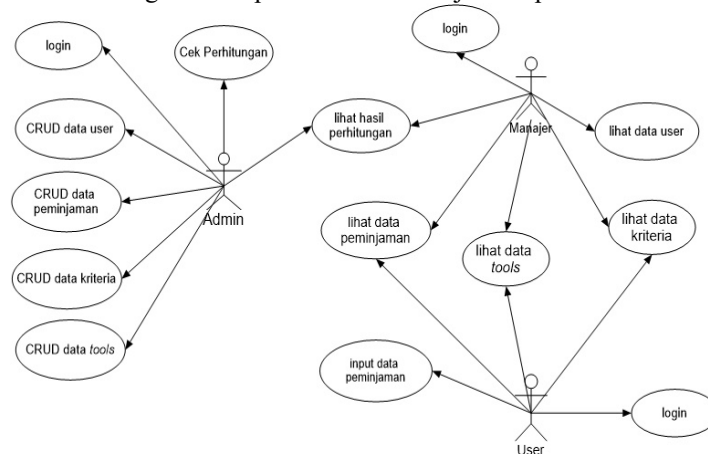 login
Cek Perhitungan
CRUD data user
CRUD data
peminjaman
Admin
CRUD data kriteria
CRUD data tools
login
Manajer
lihat hasil
perhitungan
lihat data user
lihat data
peminjaman
lihat data
tools
lihat data
kriteria
input data
peminjaman
login
User